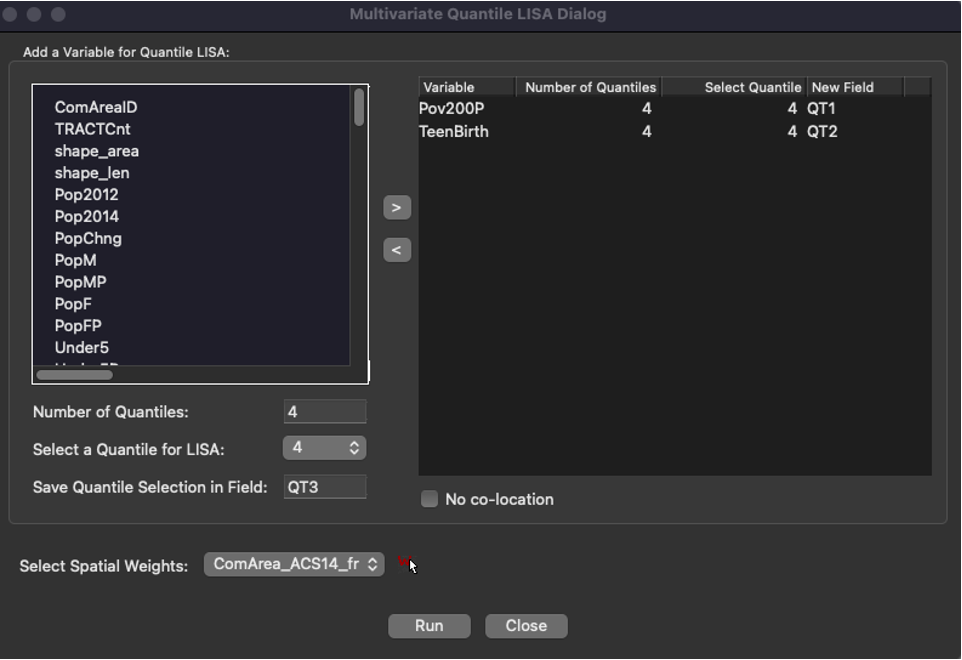 Multivariate Quantile LISA Dialog
Add a Variable for Quantile LISA:
ComAreaID
TRACTCnt
shape_area
shape_len
Pop2012
Pop2014
PopChng
PopM
PopMP
PopF
PopFP
Under5
>
<
Variable Number of Quantiles Select Quantile New Field
Pov200P 4 4 QT1
TeenBirth 4 4 QT2
Number of Quantiles: 4
Select a Quantile for LISA: 4
Save Quantile Selection in Field: QT3
No co-location
Select Spatial Weights: ComArea_ACS14_fr
Run Close